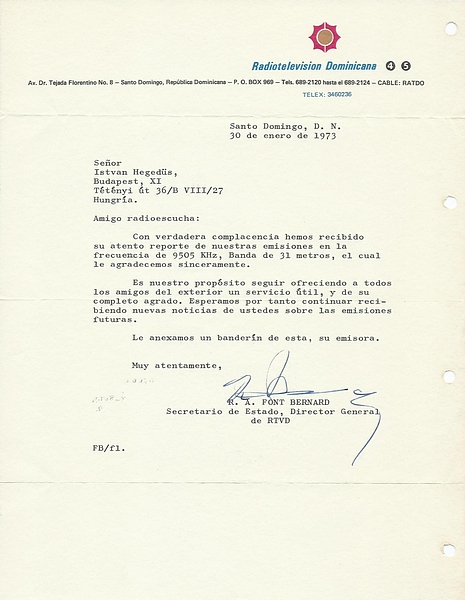 Radiotelevision Dominicana 4 5
Av. Dr. Tejada Florentino No. 8 – Santo Domingo, República Dominicana – P. O. BOX 969 – Tels. 689-2120 hasta el 689-2124 – CABLE: RATDO
TELEX: 3460236
Santo Domingo, D. N.
30 de enero de 1973
Señor
Istvan Hegedüs,
Budapest, XI
Tétényi út 36/B VIII/27
Hungría.
Amigo radioescucha:
Con verdadera complacencia hemos recibido
su atento reporte de nuestras emisiones en la
frecuencia de 9505 KHz, Banda de 31 metros, el cual
le agradecemos sinceramente.
Es nuestro propósito seguir ofreciendo a todos
los amigos del exterior un servicio útil, y de su
completo agrado. Esperamos por tanto continuar reci-
biendo nuevas noticias de ustedes sobre las emisiones
futuras.
Le anexamos un banderín de esta, su emisora.
Muy atentamente,
R. A. FONT BERNARD
Secretario de Estado, Director General
de RTVD
FB/fl.